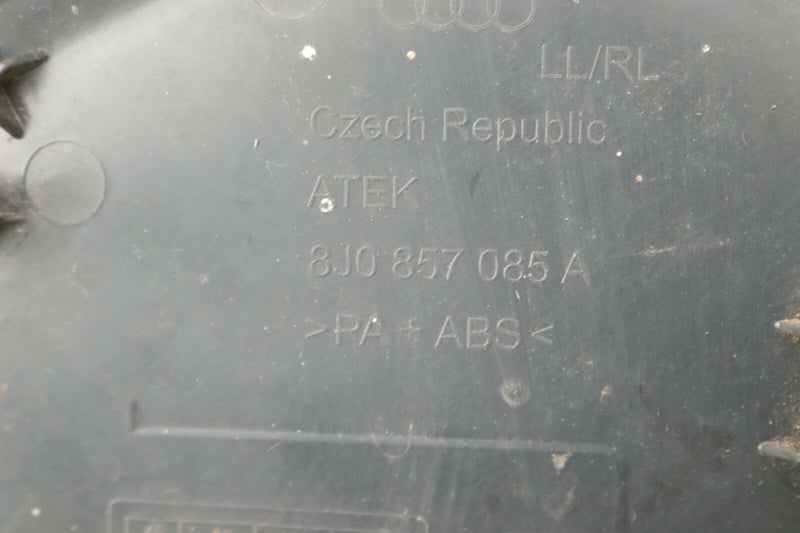 LL/RL
Czech Republic
ATEK
8J0 857 085 A
>PA + ABS<